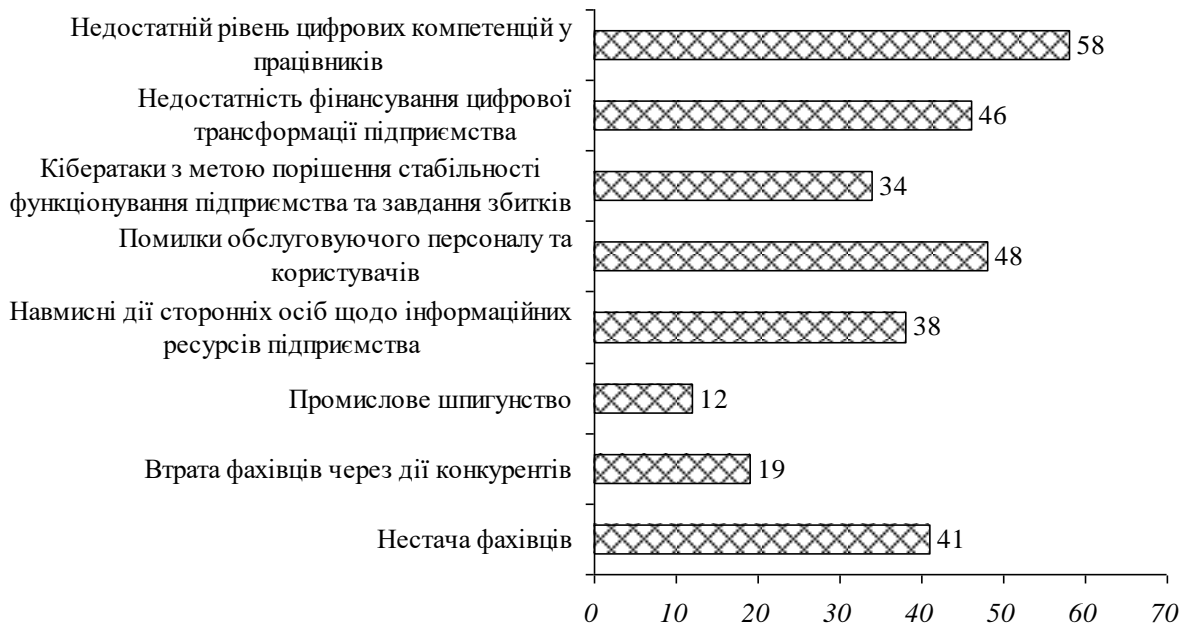 Недостатній рівень цифрових компетенцій у
працівників
58
Недостатність фінансування цифрової
трансформації підприємства
46
Кібератаки з метою порішення стабільності
функціонування підприємства та завдання збитків
34
Помилки обслуговуючого персоналу та
користувачів
48
Навмисні дії сторонніх осіб щодо інформаційних
ресурсів підприємства
38
Промислове шпигунство
12
Втрата фахівців через дії конкурентів
19
Нестача фахівців
41
0 10 20 30 40 50 60 70